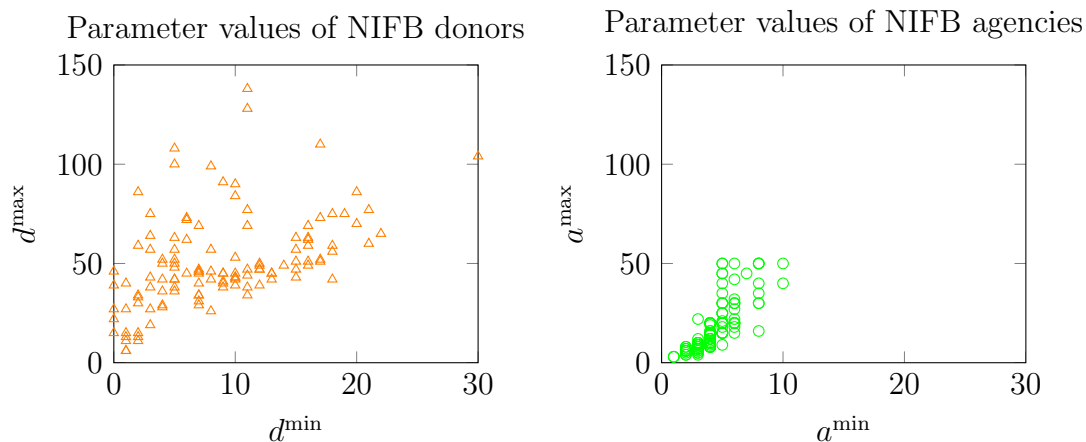 Parameter values of NIFB donors
150
100
50
0
0 10 20 30
d^max
d^min
Parameter values of NIFB agencies
150
100
50
0
0 10 20 30
a^max
a^min